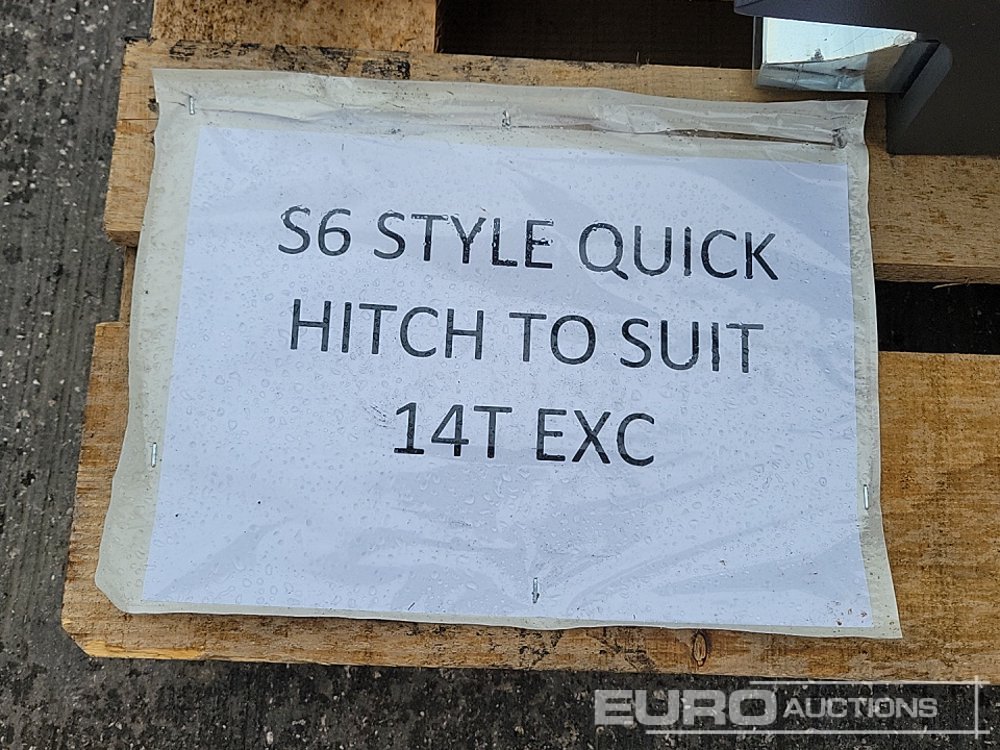 S6 STYLE QUICK
HITCH TO SUIT
14T EXC
EURO AUCTIONS